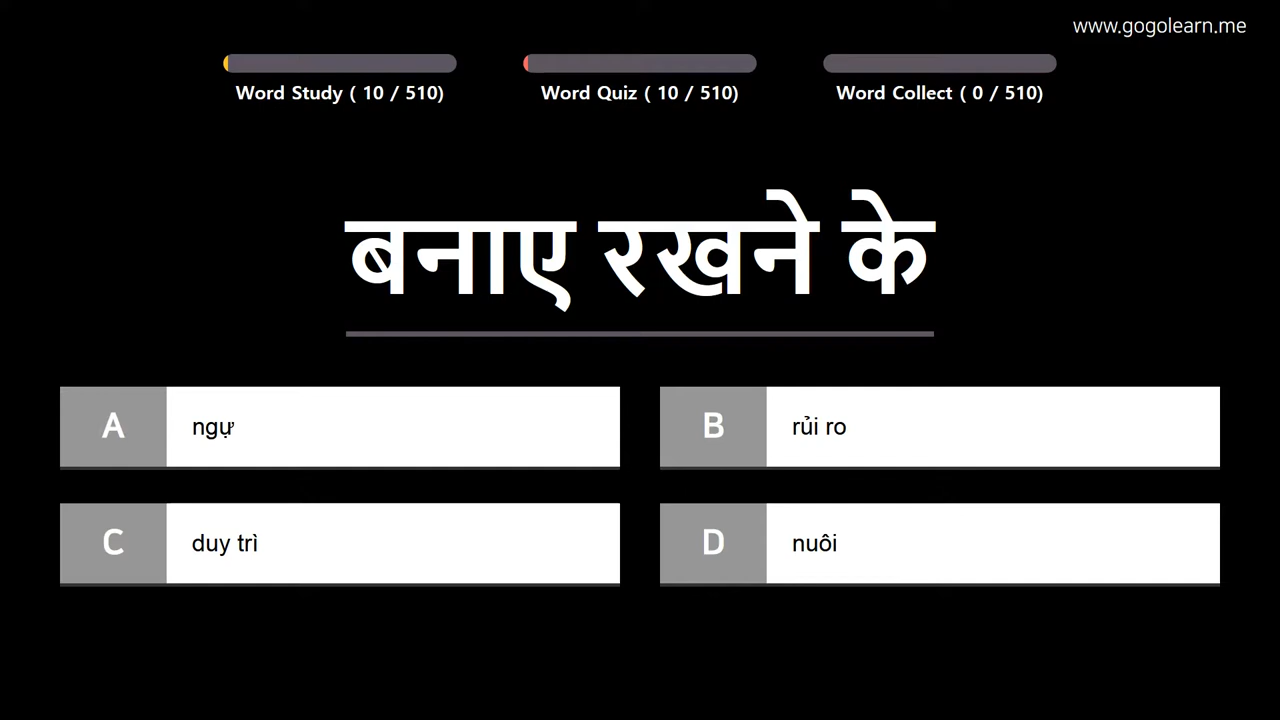 www.gogolearn.me
Word Study ( 10 / 510)
Word Quiz ( 10 / 510)
Word Collect ( 0 / 510)
बनाए रखने के
A ngự
B rủi ro
C duy trì
D nuôi